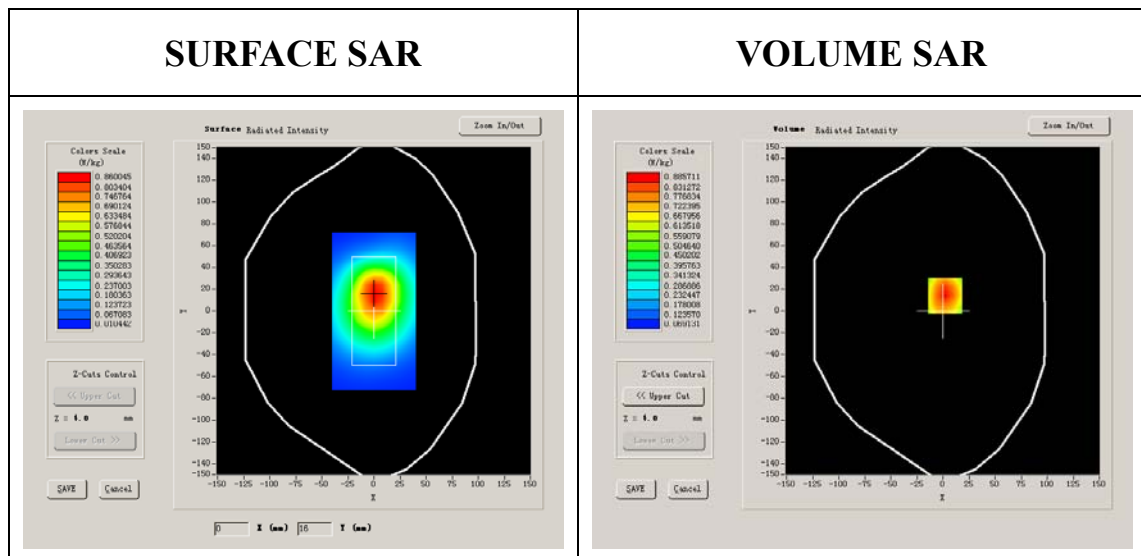 SURFACE SAR
VOLUME SAR
Surface Radiated Intensity
Zoom In/Out
Colors Scale
(W/kg)
0.860045
0.803404
0.746764
0.690124
0.633484
0.576844
0.520204
0.463564
0.406923
0.350283
0.293643
0.237003
0.180363
0.123723
0.067083
0.010442
Z-Cuts Control
<< Upper Cut
Z = 4.0 mm
Lower Cut >>
SAVE Cancel
150
140
120
100
80
60
40
20
0
-20
-40
-60
-80
-100
-120
-140
-150
Y
-150 -125 -100 -75 -50 -25 0 25 50 75 100 125 150
X
0 X (mm) 16 Y (mm)
Volume Radiated Intensity
Zoom In/Out
Colors Scale
(W/kg)
0.885711
0.831272
0.776834
0.722395
0.667956
0.613518
0.559079
0.504640
0.450202
0.395763
0.341324
0.286886
0.232447
0.178008
0.123570
0.069131
Z-Cuts Control
<< Upper Cut
Z = 4.0 mm
Lower Cut >>
SAVE Cancel
150
140
120
100
80
60
40
20
0
-20
-40
-60
-80
-100
-120
-140
-150
Y
-150 -125 -100 -75 -50 -25 0 25 50 75 100 125 150
X